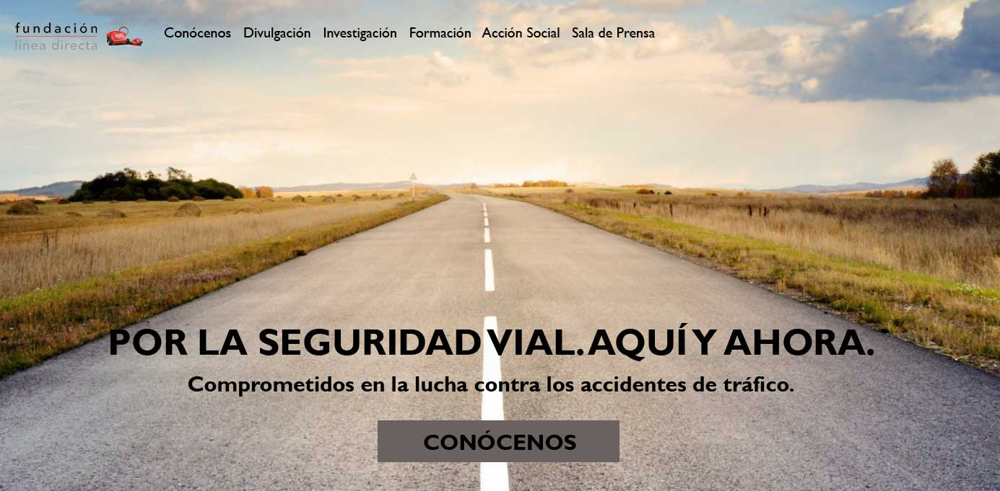 fundación
linea directa
Conócenos Divulgación Investigación Formación Acción Social Sala de Prensa
POR LA SEGURIDAD VIAL. AQUÍ Y AHORA.
Comprometidos en la lucha contra los accidentes de tráfico.
CONÓCENOS